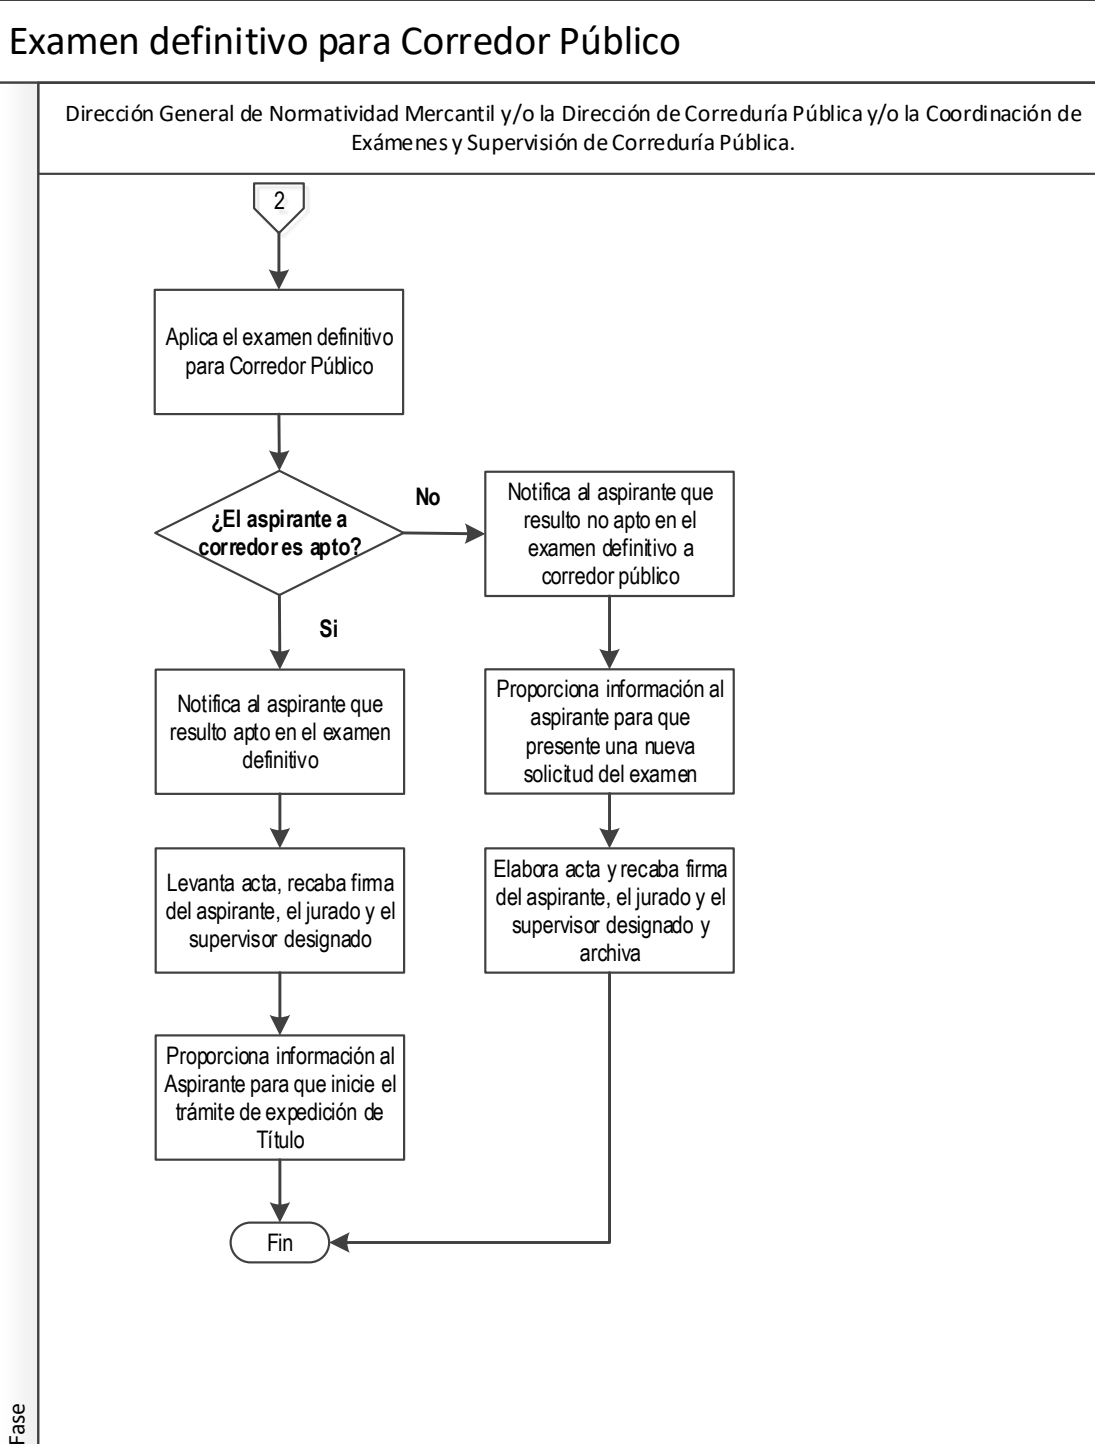 Examen definitivo para Corredor Público
Dirección General de Normatividad Mercantil y/o la Dirección de Correduría Pública y/o la Coordinación de
Exámenes y Supervisión de Correduría Pública.
2
Aplica el examen definitivo
para Corredor Público
¿El aspirante a
corredor es apto?
No
Notifica al aspirante que
resulto no apto en el
examen definitivo a
corredor público
Si
Notifica al aspirante que
resulto apto en el examen
definitivo
Proporciona información al
aspirante para que
presente una nueva
solicitud del examen
Levanta acta, recaba firma
del aspirante, el jurado y el
supervisor designado
Elabora acta y recaba firma
del aspirante, el jurado y el
supervisor designado y
archiva
Proporciona información al
Aspirante para que inicie el
trámite de expedición de
Título
Fin
Fase